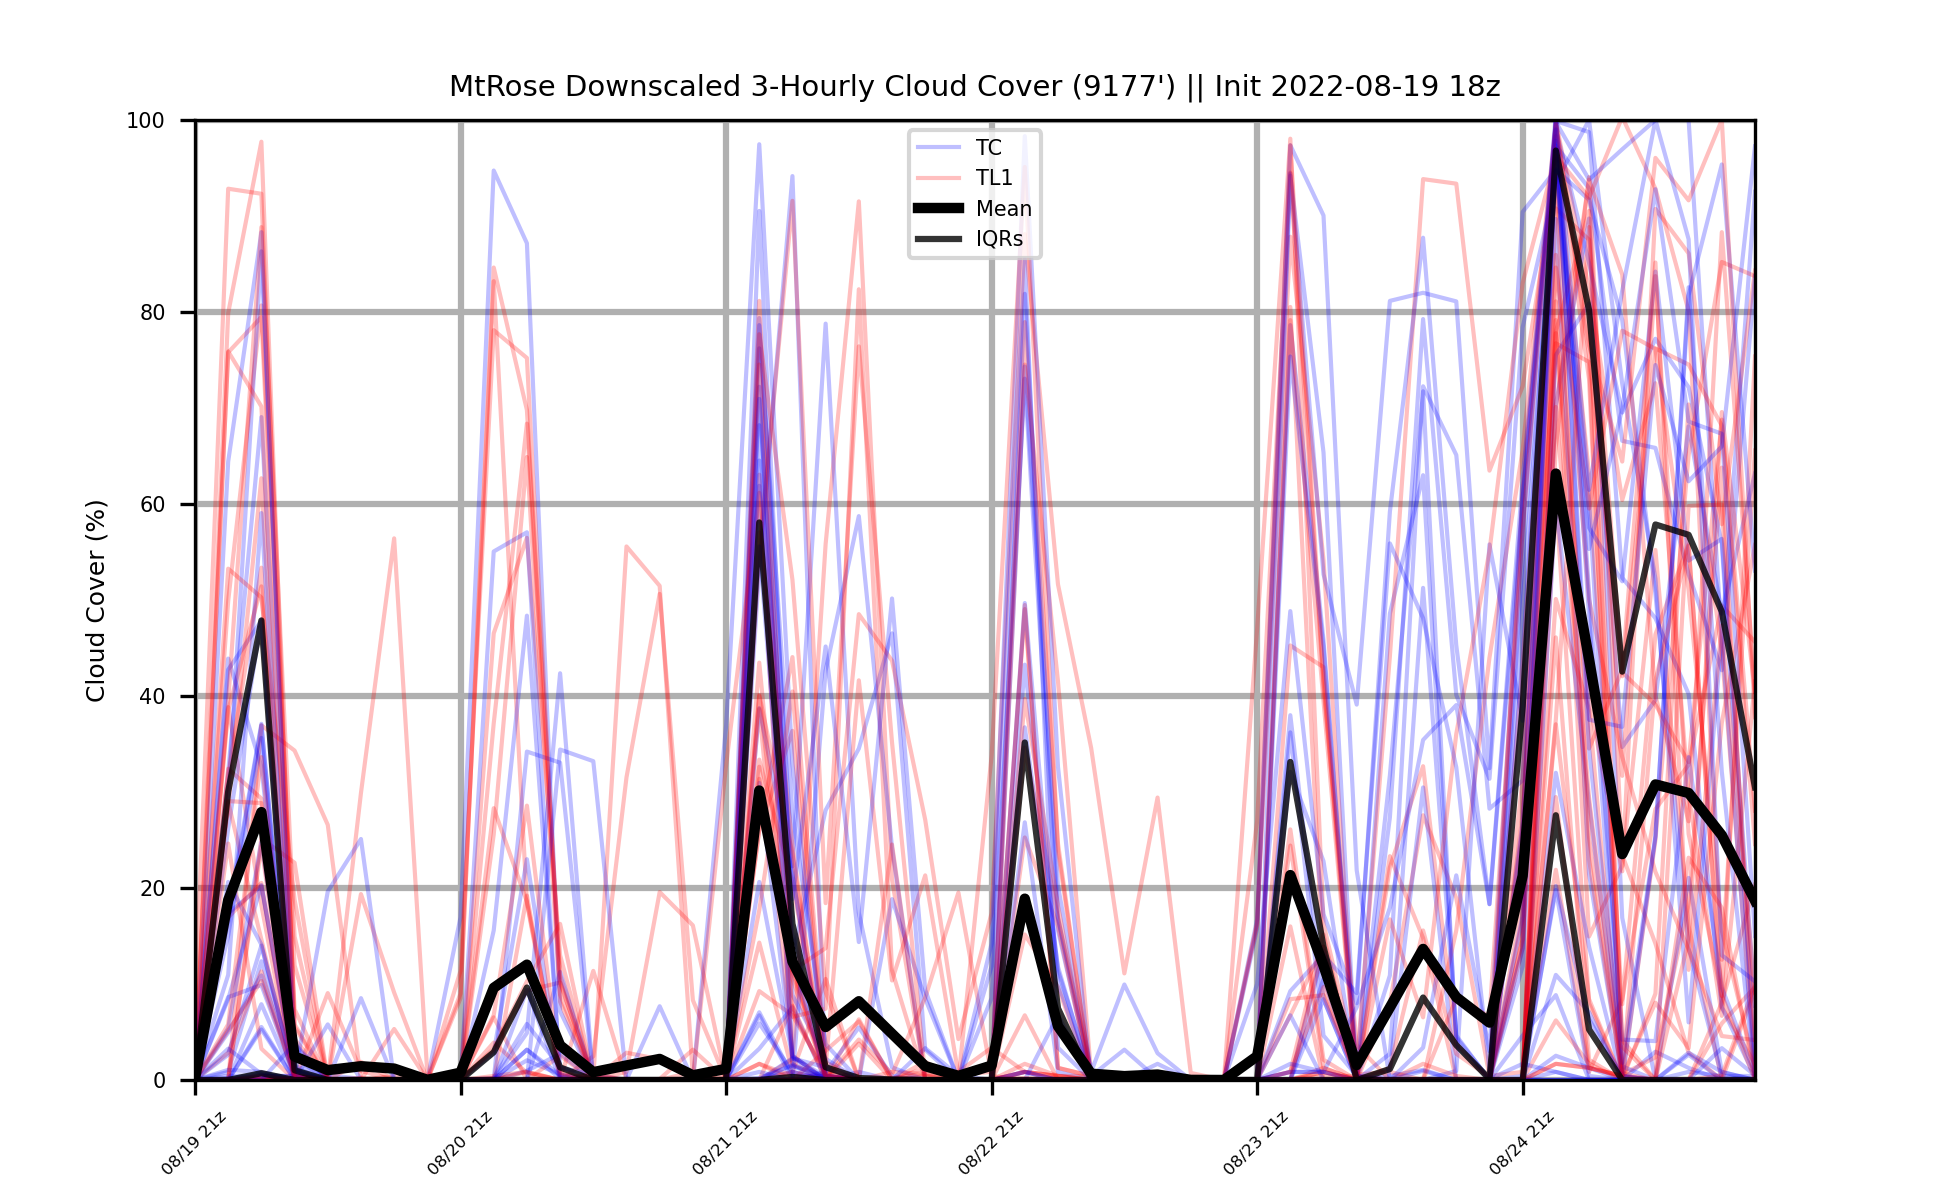 MtRose Downscaled 3-Hourly Cloud Cover (9177') || Init 2022-08-19 18z
TC
TL1
Mean
IQRs
Cloud Cover (%)
100
80
60
40
20
0
08/19 21z
08/20 21z
08/21 21z
08/22 21z
08/23 21z
08/24 21z